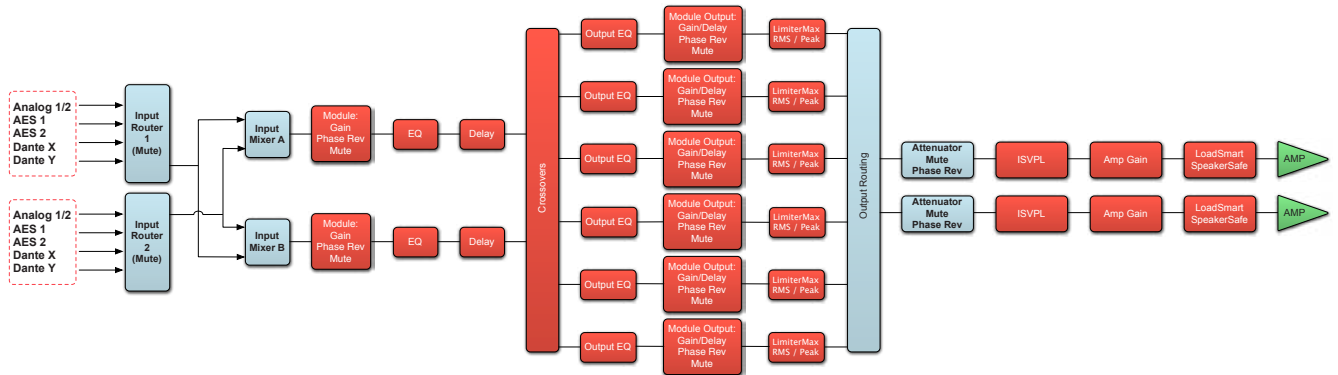 Analog 1/2
AES 1
AES 2
Dante X
Dante Y
Input
Router
1
(Mute)
Analog 1/2
AES 1
AES 2
Dante X
Dante Y
Input
Router
2
(Mute)
Input
Mixer A
Module:
Gain
Phase Rev
Mute
EQ
Delay
Input
Mixer B
Module:
Gain
Phase Rev
Mute
EQ
Delay
Crossovers
Output EQ
Module Output:
Gain/Delay
Phase Rev
Mute
LimiterMax
RMS / Peak
Output EQ
Module Output:
Gain/Delay
Phase Rev
Mute
LimiterMax
RMS / Peak
Output EQ
Module Output:
Gain/Delay
Phase Rev
Mute
LimiterMax
RMS / Peak
Output EQ
Module Output:
Gain/Delay
Phase Rev
Mute
LimiterMax
RMS / Peak
Output EQ
Module Output:
Gain/Delay
Phase Rev
Mute
LimiterMax
RMS / Peak
Output EQ
Module Output:
Gain/Delay
Phase Rev
Mute
LimiterMax
RMS / Peak
Output Routing
Attenuator
Mute
Phase Rev
ISVPL
Amp Gain
LoadSmart
SpeakerSafe
AMP
Attenuator
Mute
Phase Rev
ISVPL
Amp Gain
LoadSmart
SpeakerSafe
AMP